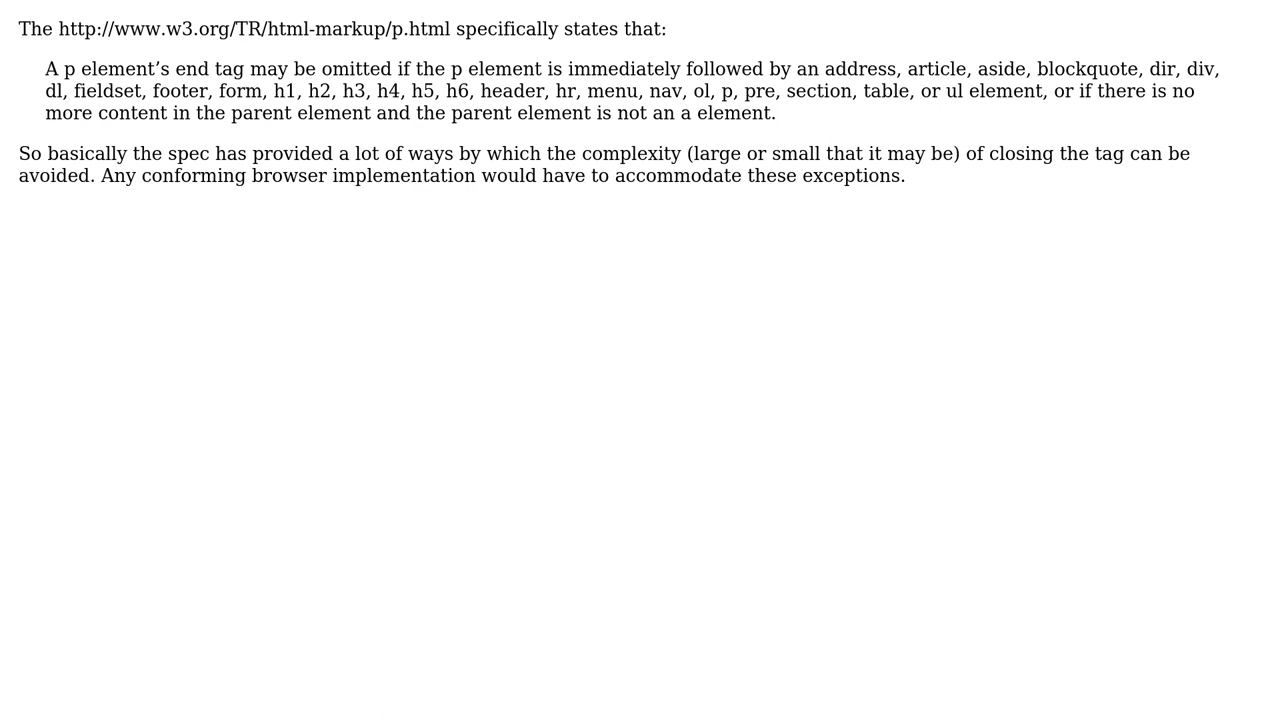 The http://www.w3.org/TR/html-markup/p.html specifically states that:
A p element’s end tag may be omitted if the p element is immediately followed by an address, article, aside, blockquote, dir, div,
dl, fieldset, footer, form, h1, h2, h3, h4, h5, h6, header, hr, menu, nav, ol, p, pre, section, table, or ul element, or if there is no
more content in the parent element and the parent element is not an a element.
So basically the spec has provided a lot of ways by which the complexity (large or small that it may be) of closing the tag can be
avoided. Any conforming browser implementation would have to accommodate these exceptions.